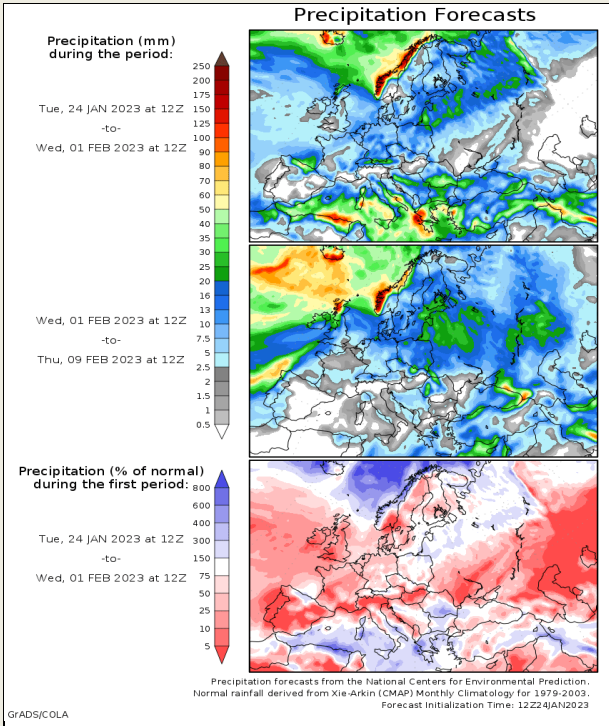 Precipitation Forecasts
Precipitation (mm)
during the period:
Tue, 24 JAN 2023 at 12Z
-to-
Wed, 01 FEB 2023 at 12Z
250
200
175
150
125
100
90
80
70
60
50
40
35
30
25
20
16
13
10
7.5
5
2.5
2
1.5
1
0.5
Wed, 01 FEB 2023 at 12Z
-to-
Thu, 09 FEB 2023 at 12Z
Precipitation (% of normal)
during the first period:
Tue, 24 JAN 2023 at 12Z
-to-
Wed, 01 FEB 2023 at 12Z
800
600
400
300
150
75
50
25
10
5
Precipitation forecasts from the National Centers for Environmental Prediction.
Normal rainfall derived from Xie-Arkin (CMAP) Monthly Climatology for 1979-2003.
Forecast Initialization Time: 12Z24JAN2023
GrADS/COLA